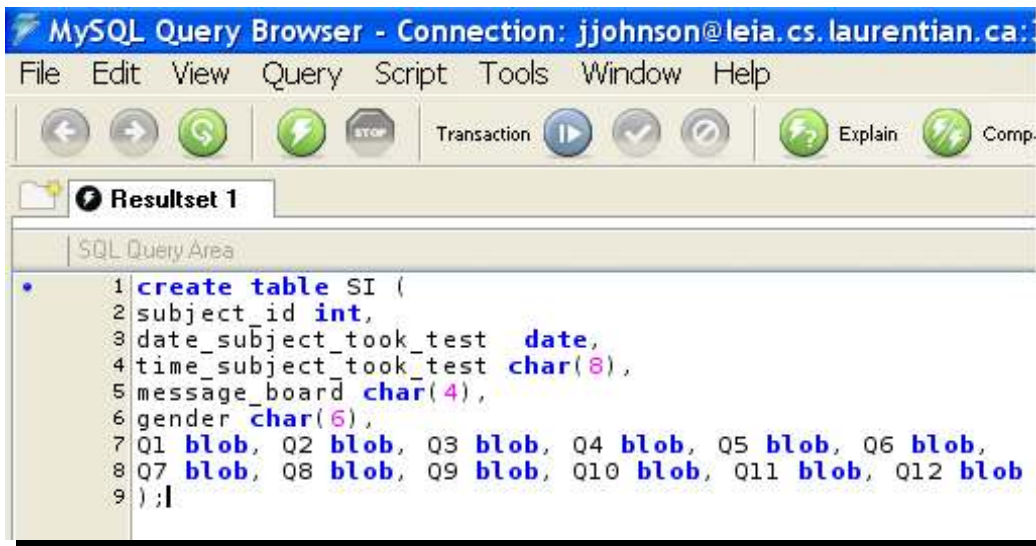 MySQL Query Browser - Connection: jjohnson@leia.cs.laurentian.ca:
File Edit View Query Script Tools Window Help
STOP Transaction Explain Comp
Resultset 1
SQL Query Area
1 create table SI (
2 subject_id int,
3 date_subject_took_test  date,
4 time_subject_took_test char(8),
5 message_board char(4),
6 gender char(6),
7 Q1 blob, Q2 blob, Q3 blob, Q4 blob, Q5 blob, Q6 blob,
8 Q7 blob, Q8 blob, Q9 blob, Q10 blob, Q11 blob, Q12 blob
9 );